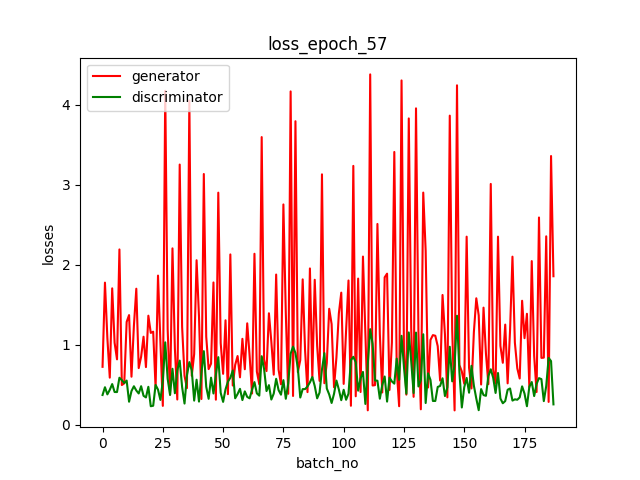 loss_epoch_57
generator
discriminator
losses
4
3
2
1
0
0
25
50
75
100
125
150
175
batch_no